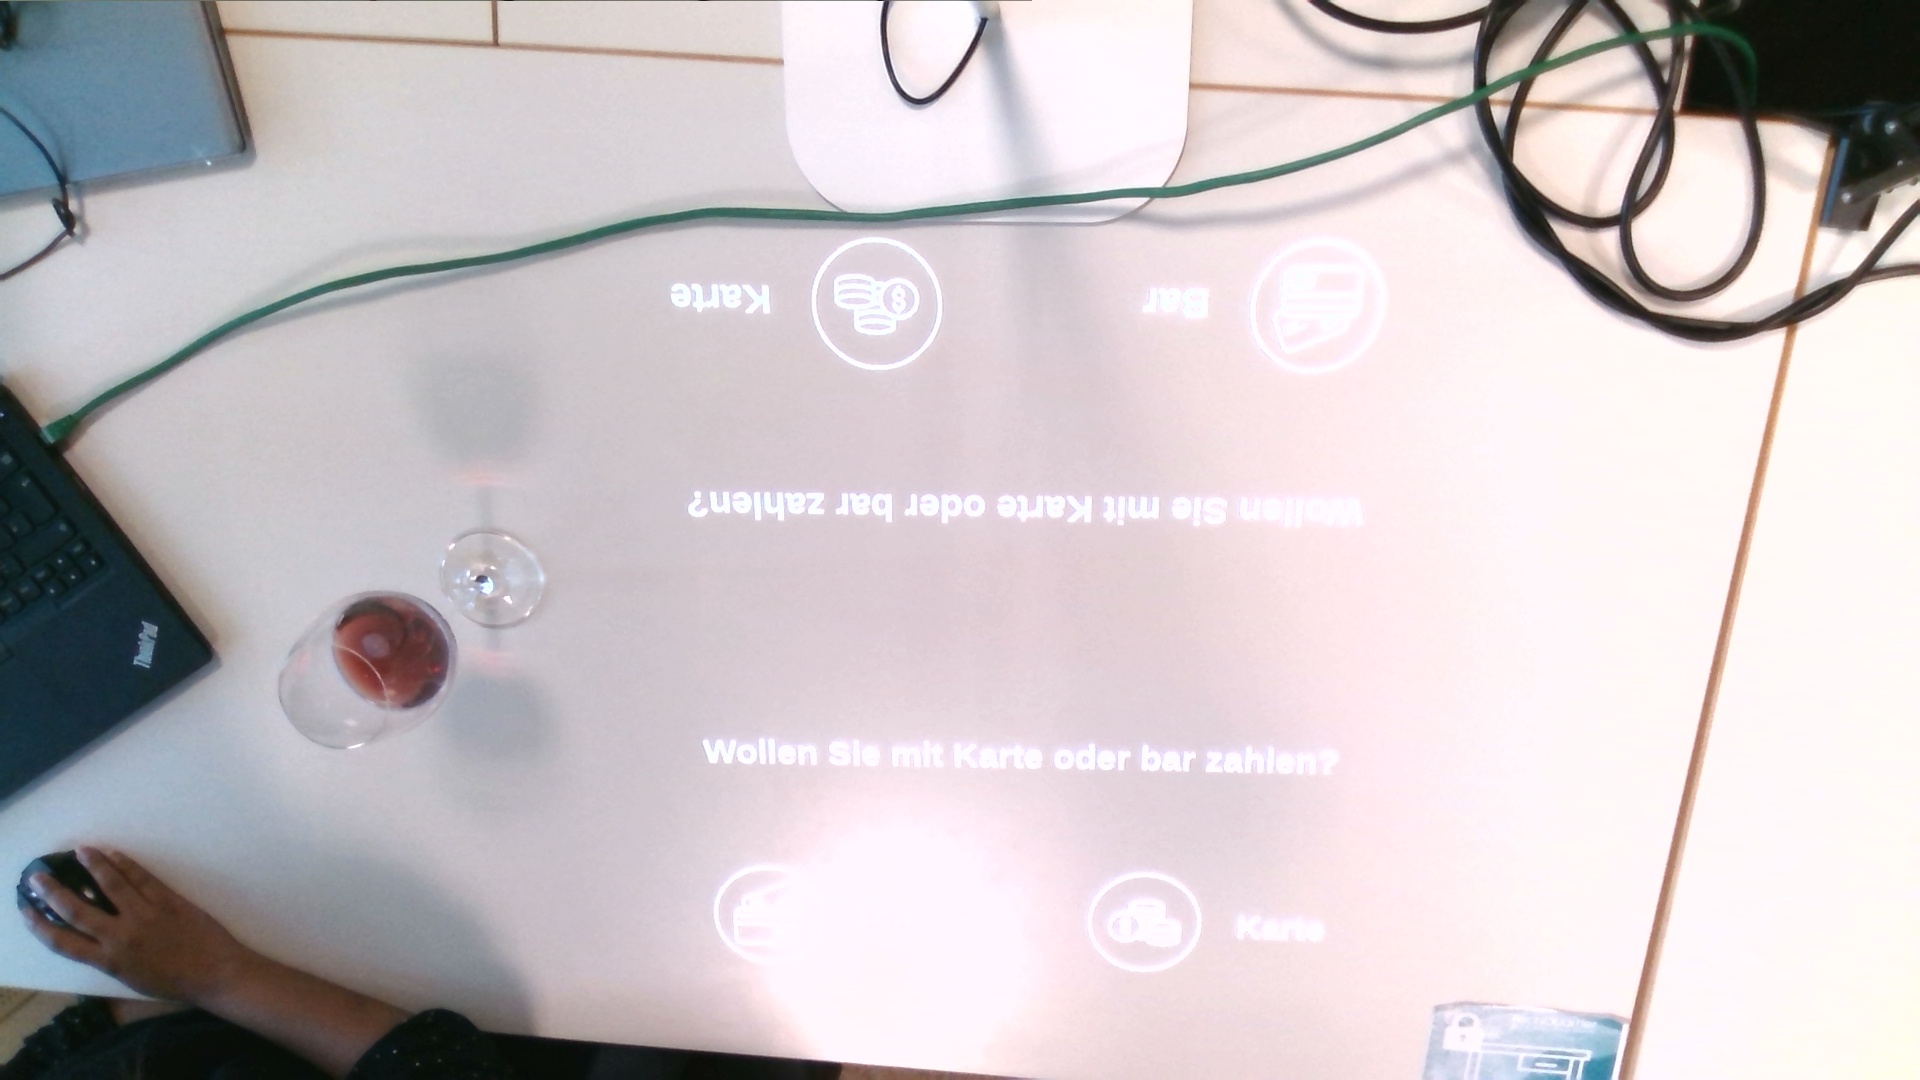 Karte
Bar
Wollen Sie mit Karte oder bar zahlen?
ThinkPad
Wollen Sie mit Karte oder bar zahlen?
Karte